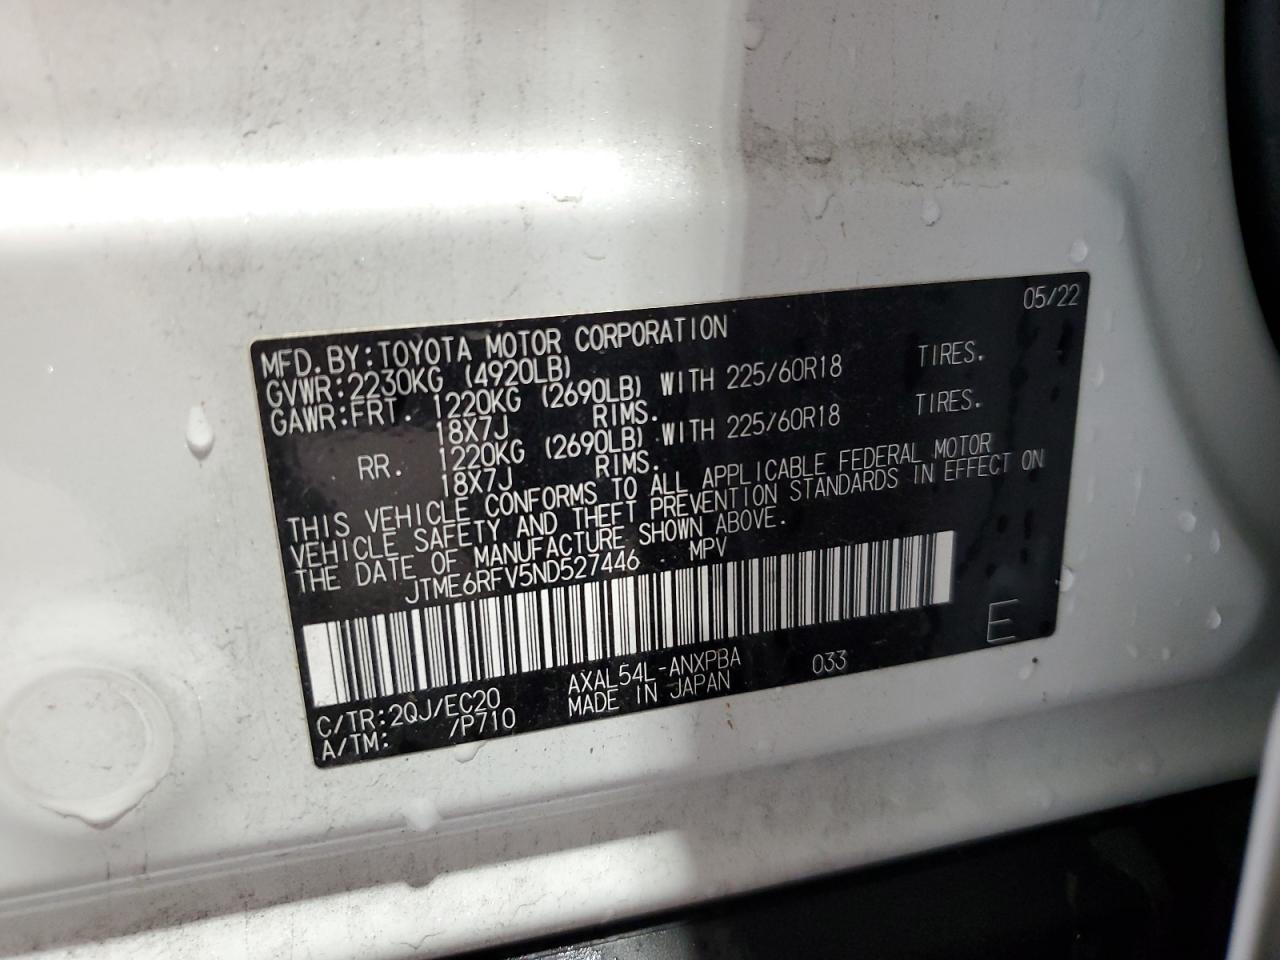 05/22
MFD. BY: TOYOTA MOTOR CORPORATION
GVWR: 2230KG (4920LB)
GAWR: FRT. 1220KG (2690LB) WITH 225/60R18 TIRES.
18X7J RIMS.
RR. 1220KG (2690LB) WITH 225/60R18 TIRES.
18X7J RIMS.
THIS VEHICLE CONFORMS TO ALL APPLICABLE FEDERAL MOTOR
VEHICLE SAFETY AND THEFT PREVENTION STANDARDS IN EFFECT ON
THE DATE OF MANUFACTURE SHOWN ABOVE.
JTME6RFV5ND527446 MPV
E
C/TR: 2QJ/EC20 AXAL54L-ANXPBA 033
A/TM: /P710 MADE IN JAPAN